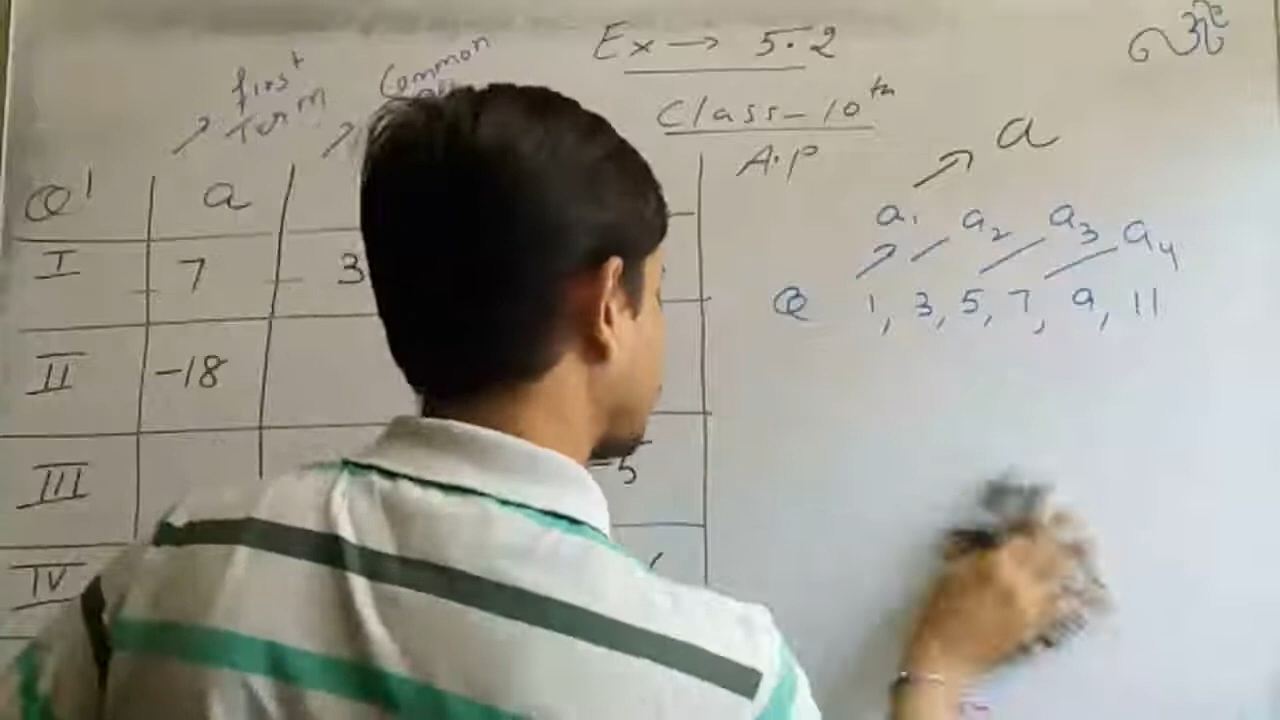 Ex → 5.2
Class-10th
A.P
first
term
Common
a
Q1 a
I 7 3
II -18
III -5
IV
a1 a2 a3 a4
Q 1, 3, 5, 7, 9, 11